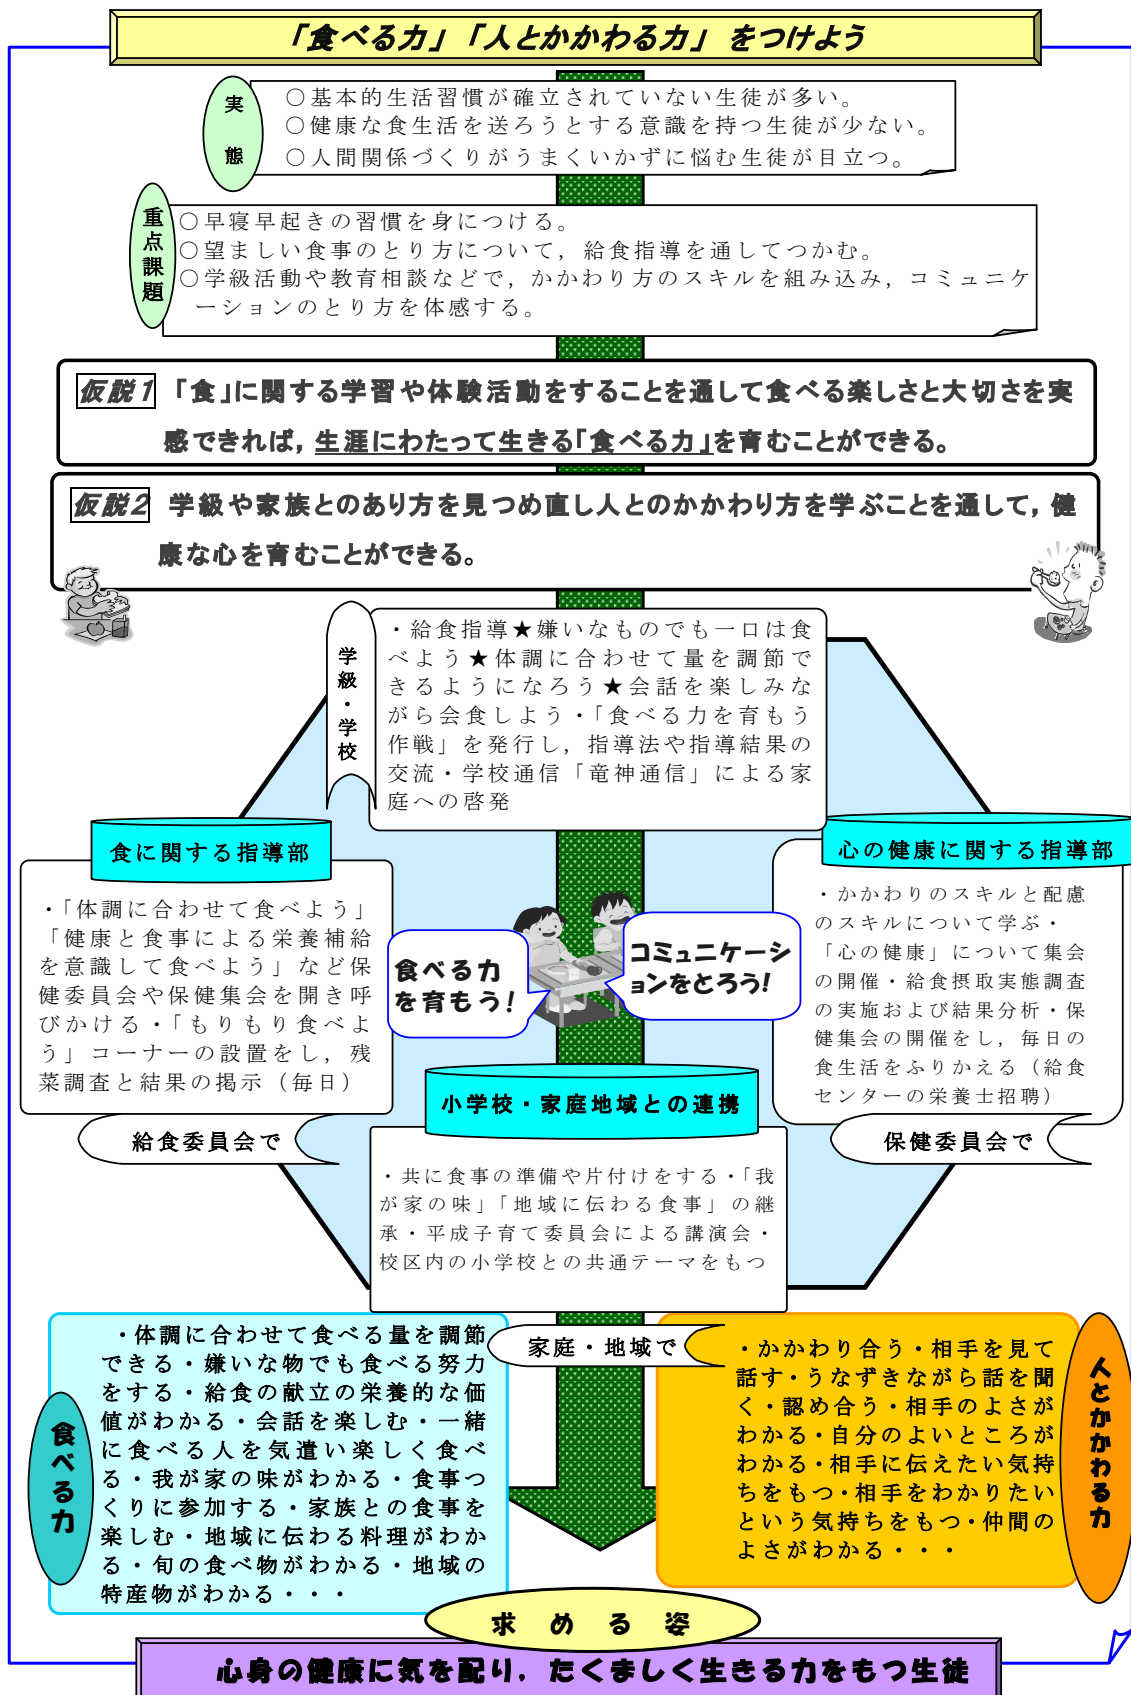 「食べる力」「人とかかわる力」をつけよう
実態
○基本的生活習慣が確立されていない生徒が多い。
○健康な食生活を送ろうとする意識を持つ生徒が少ない。
○人間関係づくりがうまくいかずに悩む生徒が目立つ。
重点課題
○早寝早起きの習慣を身につける。
○望ましい食事のとり方について，給食指導を通してつかむ。
○学級活動や教育相談などで，かかわり方のスキルを組み込み，コミュニケ
ーションのとり方を体感する。
仮説1 「食」に関する学習や体験活動をすることを通して食べる楽しさと大切さを実
感できれば，生涯にわたって生きる「食べる力」を育むことができる。
仮説2 学級や家族とのあり方を見つめ直し人とのかかわり方を学ぶことを通して，健
康な心を育むことができる。
学級・学校
・給食指導★嫌いなものでも一口は食
べよう★体調に合わせて量を調節で
きるようになろう★会話を楽しみな
がら会食しよう・「食べる力を育もう
作戦」を発行し，指導法や指導結果の
交流・学校通信「竜神通信」による家
庭への啓発
食に関する指導部
・「体調に合わせて食べよう」
「健康と食事による栄養補給
を意識して食べよう」など保
健委員会や保健集会を開き呼
びかける・「もりもり食べよ
う」コーナーの設置をし，残
菜調査と結果の掲示（毎日）
給食委員会で
食べる力
を育もう！
コミュニケーシ
ョンをとろう！
心の健康に関する指導部
・かかわりのスキルと配慮
のスキルについて学ぶ・
「心の健康」について集会
の開催・給食摂取実態調査
の実施および結果分析・保
健集会の開催をし，毎日の
食生活をふりかえる（給食
センターの栄養士招聘）
保健委員会で
小学校・家庭地域との連携
・共に食事の準備や片付けをする・「我
が家の味」「地域に伝わる食事」の継
承・平成子育て委員会による講演会・
校区内の小学校との共通テーマをもつ
家庭・地域で
食べる力
・体調に合わせて食べる量を調節
できる・嫌いな物でも食べる努力
をする・給食の献立の栄養的な価
値がわかる・会話を楽しむ・一緒
に食べる人を気遣い楽しく食べ
る・我が家の味がわかる・食事つ
くりに参加する・家族との食事を
楽しむ・地域に伝わる料理がわか
る・旬の食べ物がわかる・地域の
特産物がわかる・・・
・かかわり合う・相手を見て
話す・うなずきながら話を聞
く・認め合う・相手のよさが
わかる・自分のよいところが
わかる・相手に伝えたい気持
ちをもつ・相手をわかりたい
という気持ちをもつ・仲間の
よさがわかる・・・
人とかかわる力
求める姿
心身の健康に気を配り，たくましく生きる力をもつ生徒